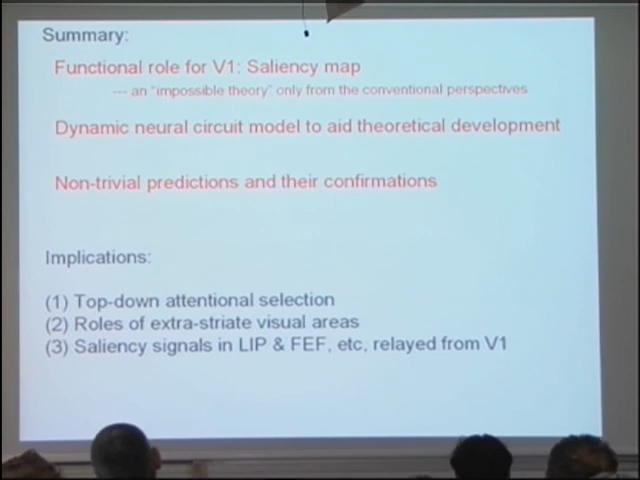 Summary:
Functional role for V1: Saliency map
--- an "impossible theory" only from the conventional perspectives
Dynamic neural circuit model to aid theoretical development
Non-trivial predictions and their confirmations
Implications:
(1) Top-down attentional selection
(2) Roles of extra-striate visual areas
(3) Saliency signals in LIP & FEF, etc, relayed from V1